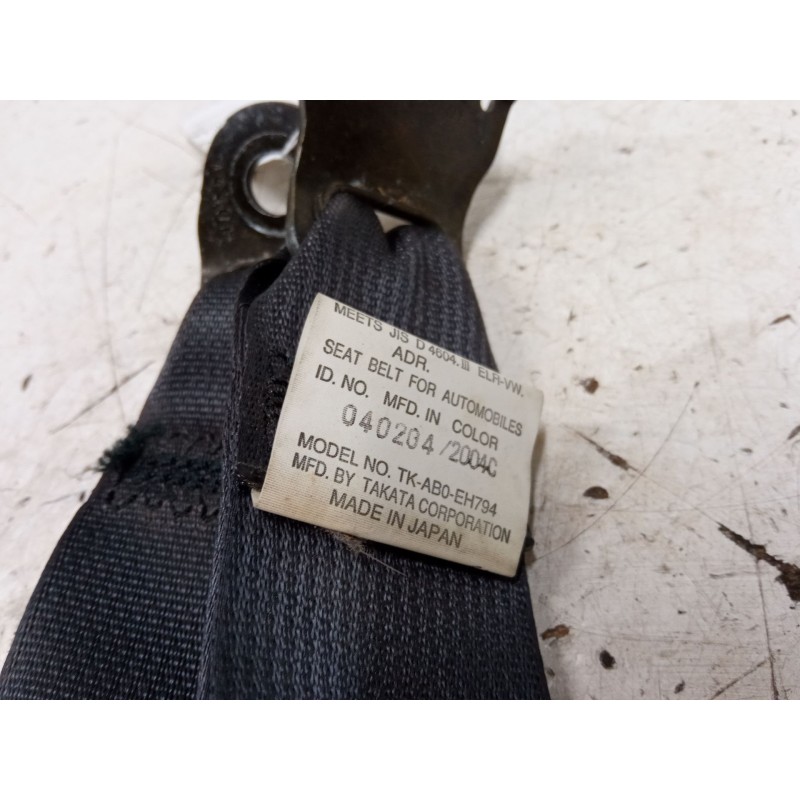 MEETS JIS D 4604.III ELR-VW.
ADR.
SEAT BELT FOR AUTOMOBILES
ID. NO. MFD. IN COLOR
040204/2004C
MODEL NO. TK-AB0-EH794
MFD. BY TAKATA CORPORATION
MADE IN JAPAN